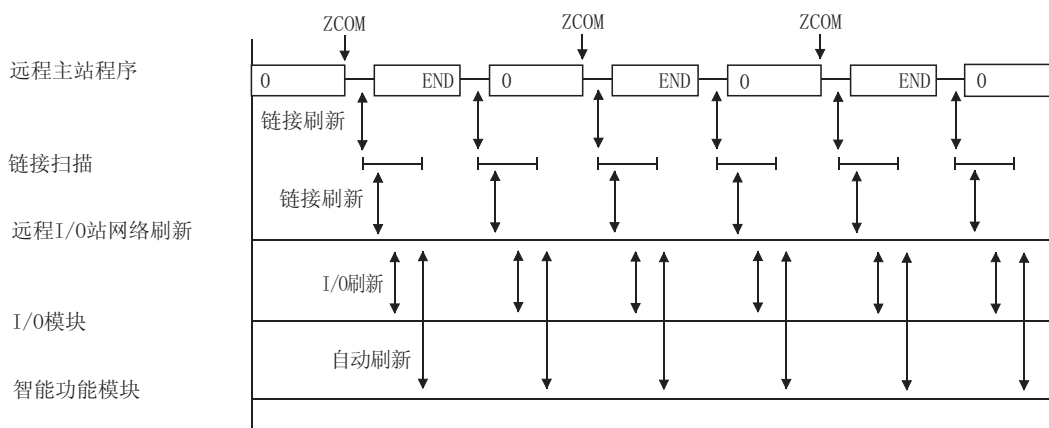 ZCOM ZCOM ZCOM
远程主站程序 0 END 0 END 0 END 0
链接刷新
链接扫描
链接刷新
远程I/O站网络刷新
I/O刷新
I/O模块
自动刷新
智能功能模块